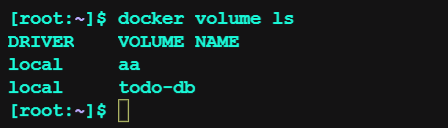 [root:~]$ docker volume ls
DRIVER    VOLUME NAME
local     aa
local     todo-db
[root:~]$